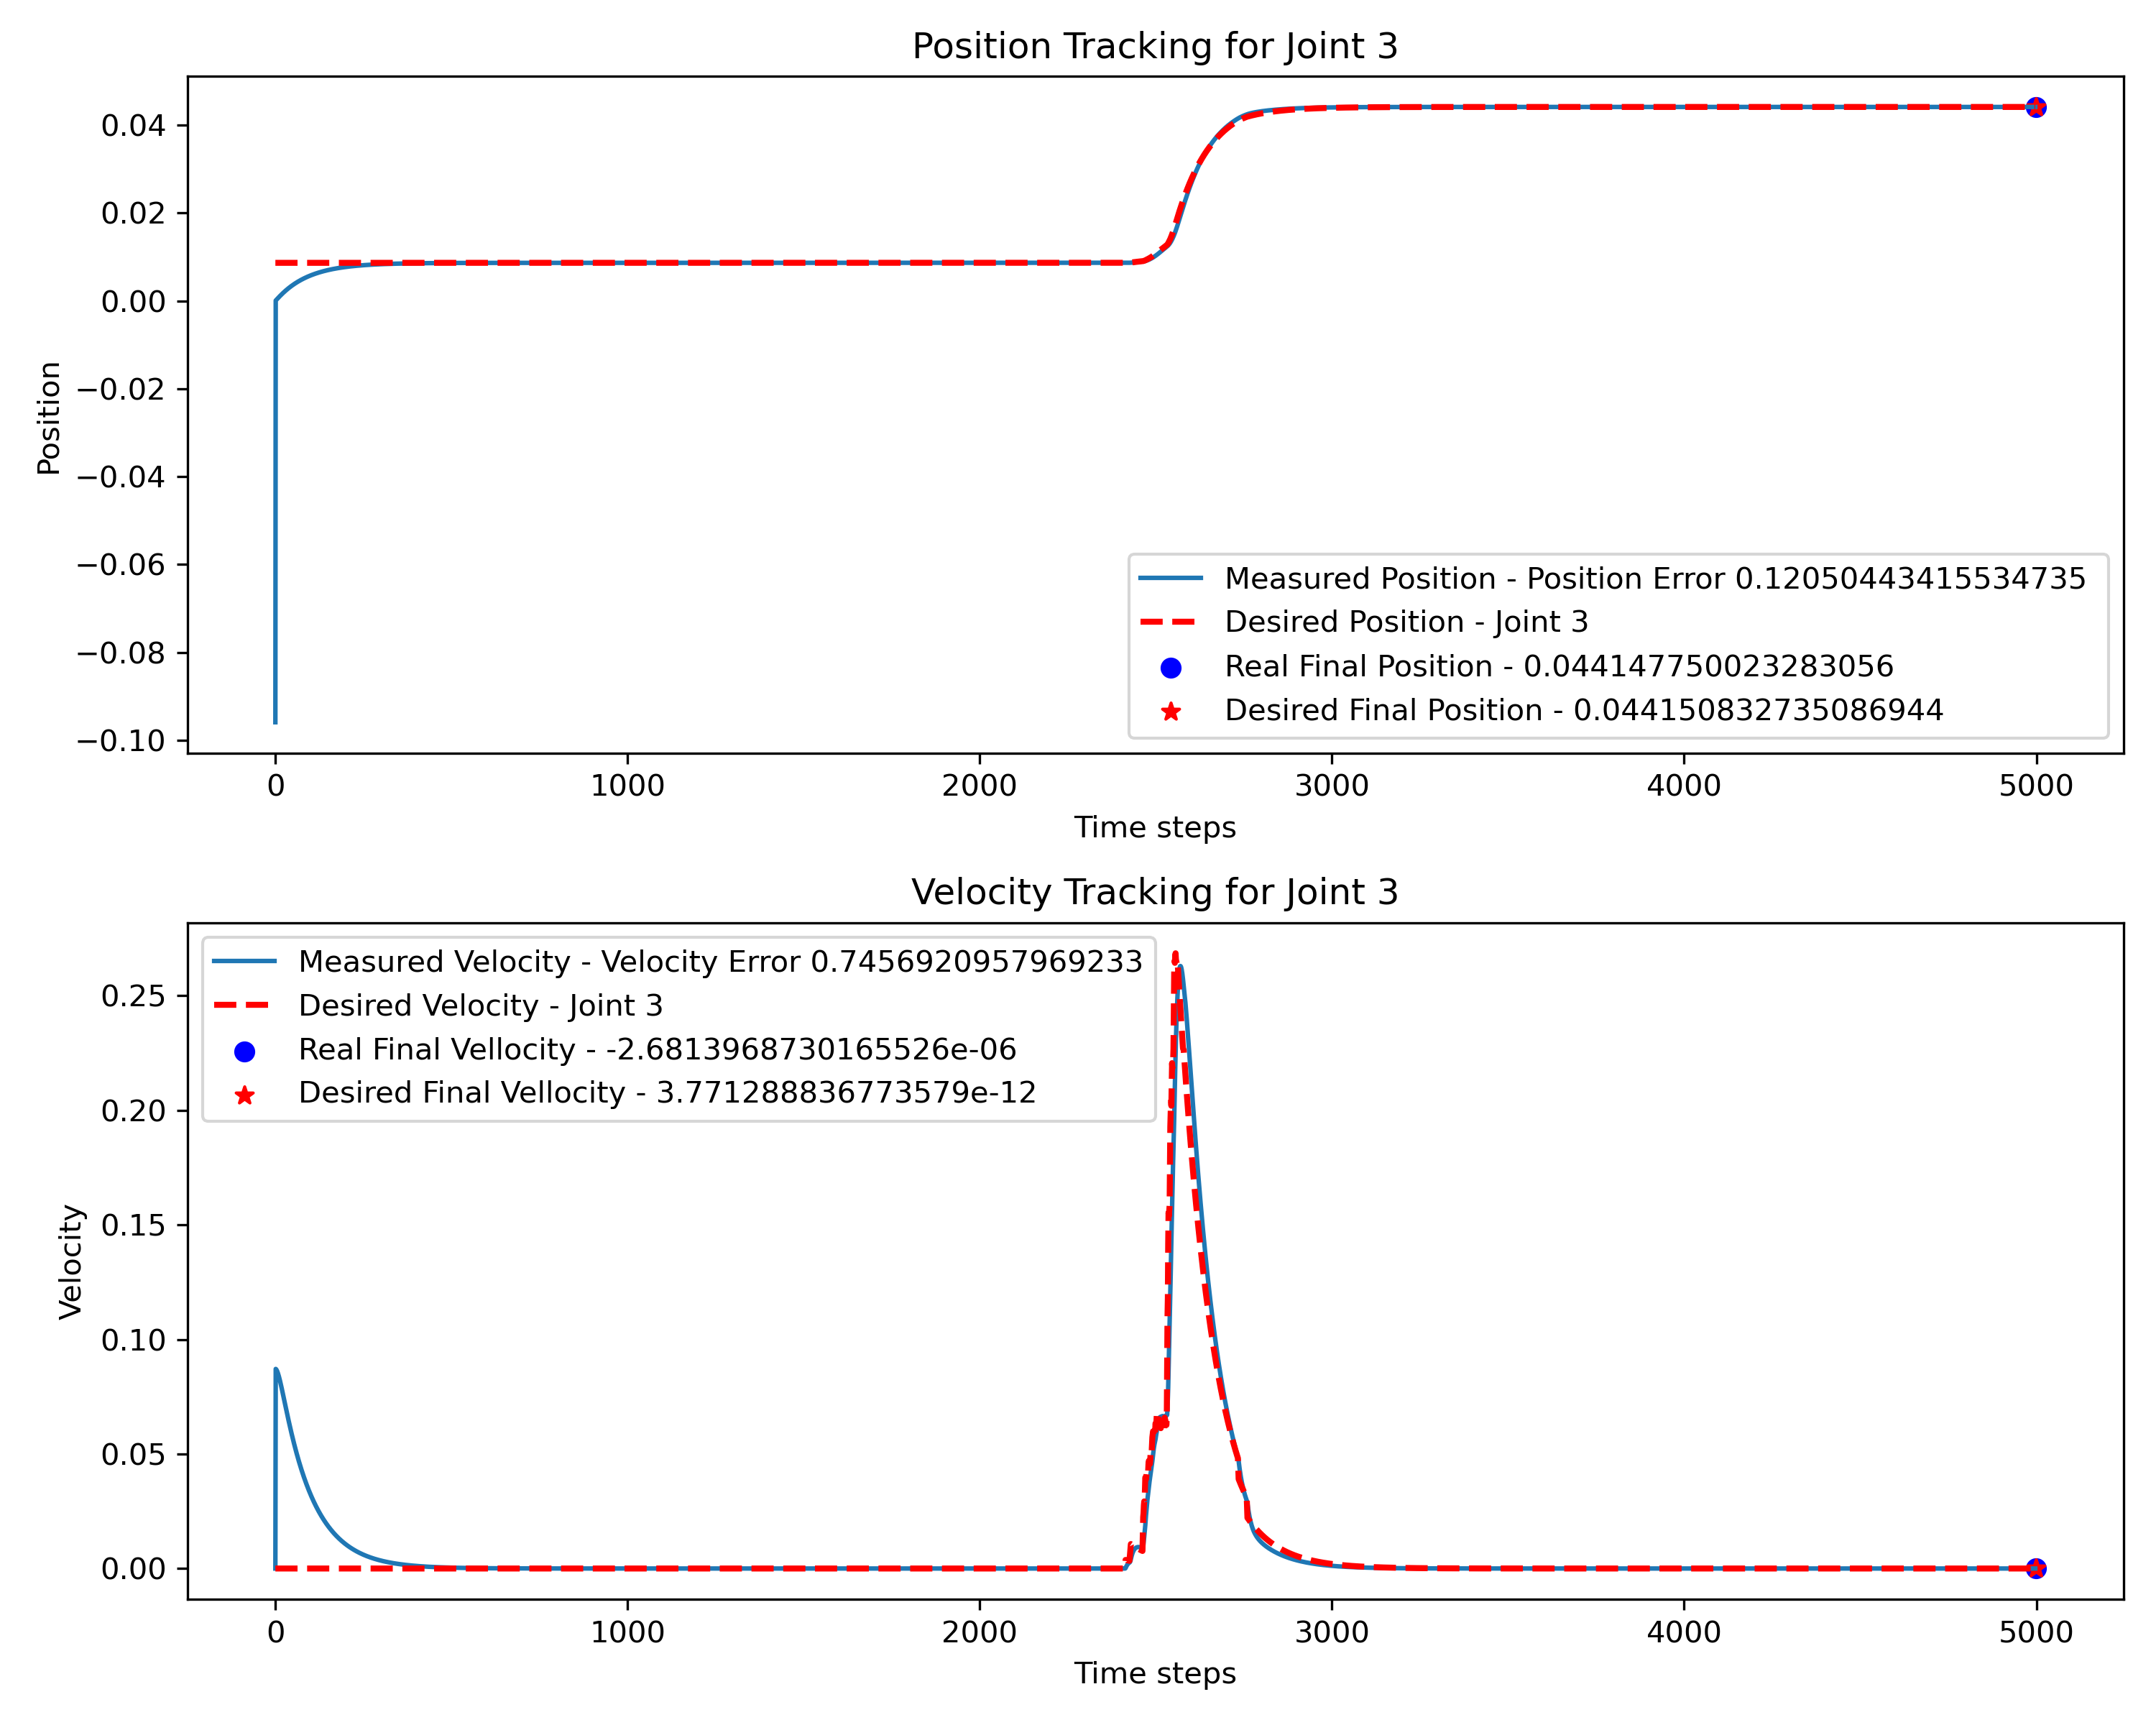 Position Tracking for Joint 3
0.04
0.02
0.00
−0.02
−0.04
−0.06
−0.08
−0.10
Position
Measured Position - Position Error 0.12050443415534735
Desired Position - Joint 3
Real Final Position - 0.044147750023283056
Desired Final Position - 0.044150832735086944
0 1000 2000 3000 4000 5000
Time steps
Velocity Tracking for Joint 3
Measured Velocity - Velocity Error 0.7456920957969233
Desired Velocity - Joint 3
Real Final Vellocity - -2.6813968730165526e-06
Desired Final Vellocity - 3.771288836773579e-12
0.25
0.20
0.15
0.10
0.05
0.00
Velocity
0 1000 2000 3000 4000 5000
Time steps